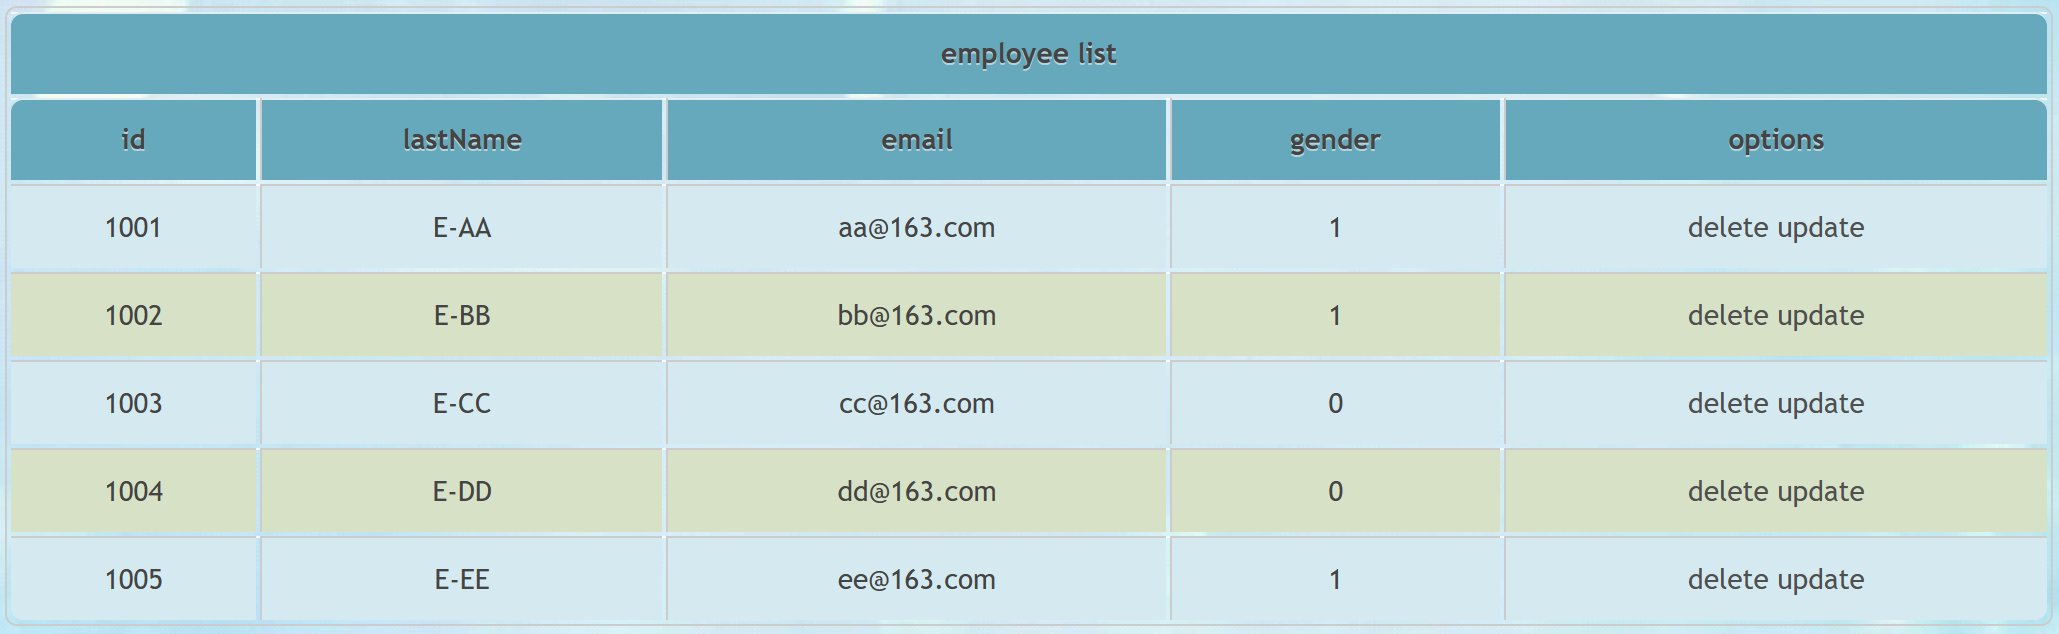 employee list
id lastName email gender options
1001 E-AA aa@163.com 1 delete update
1002 E-BB bb@163.com 1 delete update
1003 E-CC cc@163.com 0 delete update
1004 E-DD dd@163.com 0 delete update
1005 E-EE ee@163.com 1 delete update